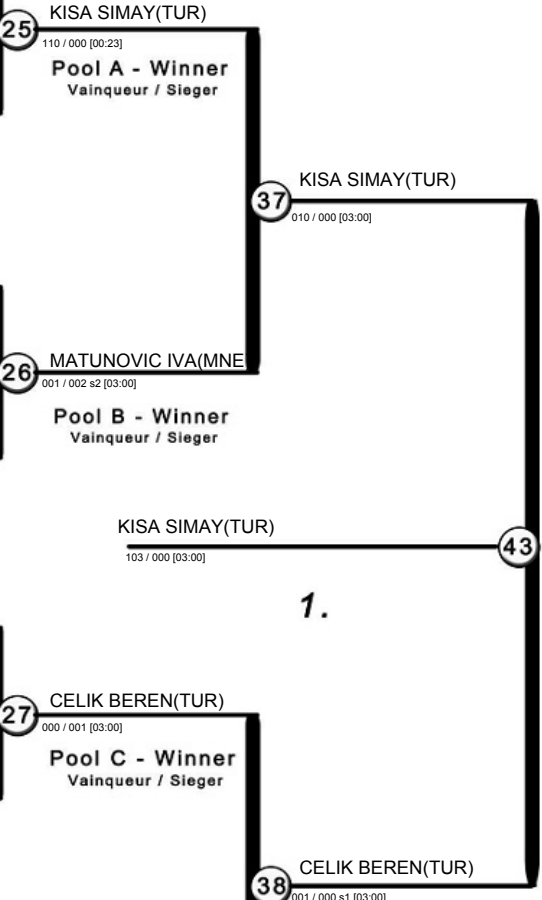 KISA SIMAY(TUR)
25
110 / 000 [00:23]
Pool A - Winner
Vainqueur / Sieger
KISA SIMAY(TUR)
37
010 / 000 [03:00]
MATUNOVIC IVA(MNE
26
001 / 002 s2 [03:00]
Pool B - Winner
Vainqueur / Sieger
KISA SIMAY(TUR)
43
103 / 000 [03:00]
1.
CELIK BEREN(TUR)
27
000 / 001 [03:00]
Pool C - Winner
Vainqueur / Sieger
CELIK BEREN(TUR)
38
001 / 000 s1 [03:00]